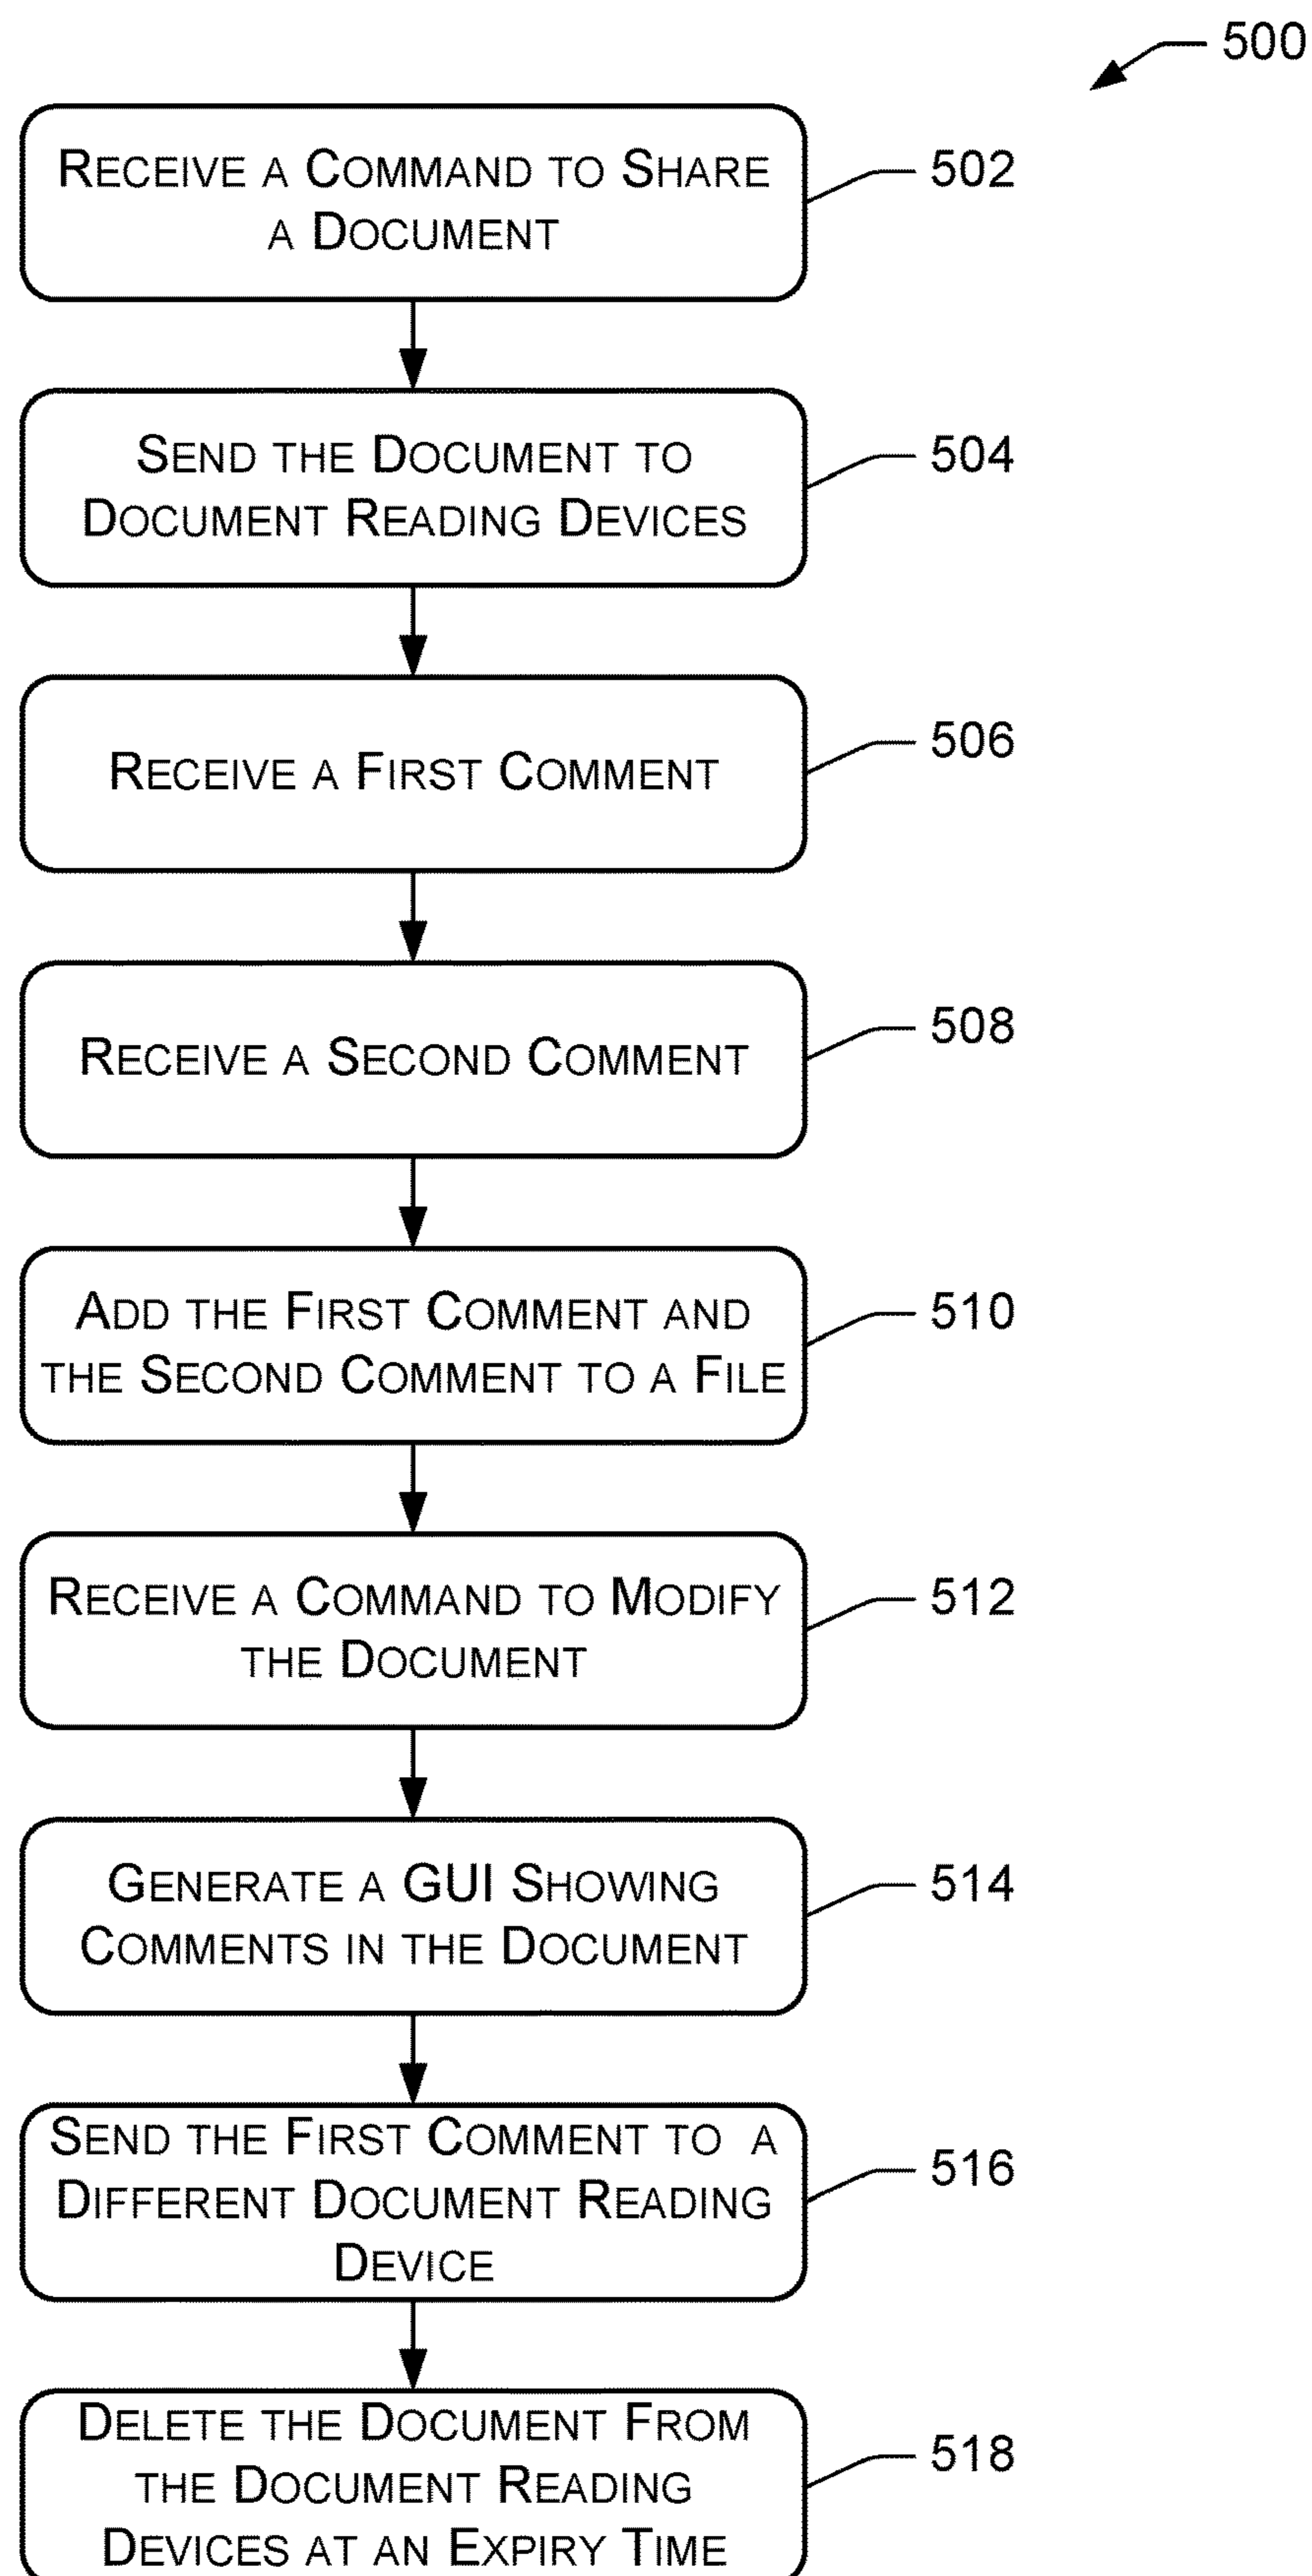 500
RECEIVE A COMMAND TO SHARE
A DOCUMENT
502
SEND THE DOCUMENT TO
DOCUMENT READING DEVICES
504
RECEIVE A FIRST COMMENT
506
RECEIVE A SECOND COMMENT
508
ADD THE FIRST COMMENT AND
THE SECOND COMMENT TO A FILE
510
RECEIVE A COMMAND TO MODIFY
THE DOCUMENT
512
GENERATE A GUI SHOWING
COMMENTS IN THE DOCUMENT
514
SEND THE FIRST COMMENT TO A
DIFFERENT DOCUMENT READING
DEVICE
516
DELETE THE DOCUMENT FROM
THE DOCUMENT READING
DEVICES AT AN EXPIRY TIME
518